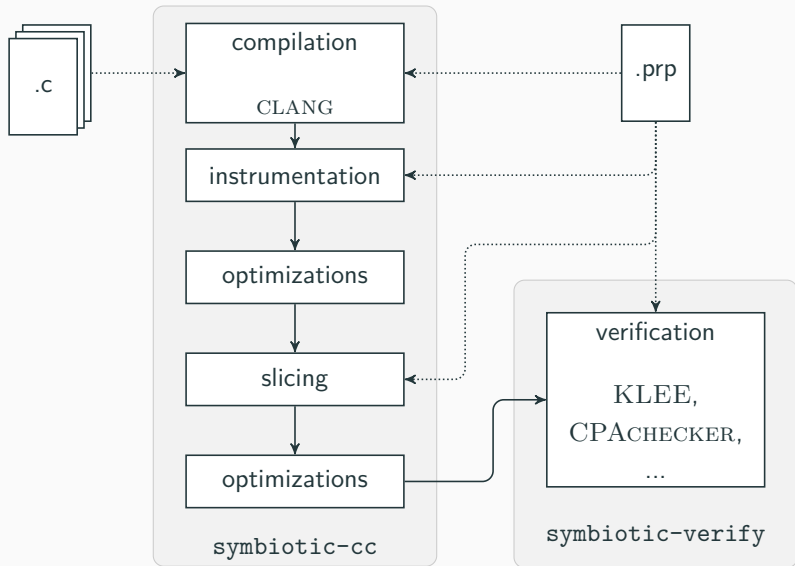 .c
compilation
CLANG
.prp
instrumentation
optimizations
slicing
optimizations
symbiotic-cc
verification
KLEE,
CPACHECKER,
...
symbiotic-verify